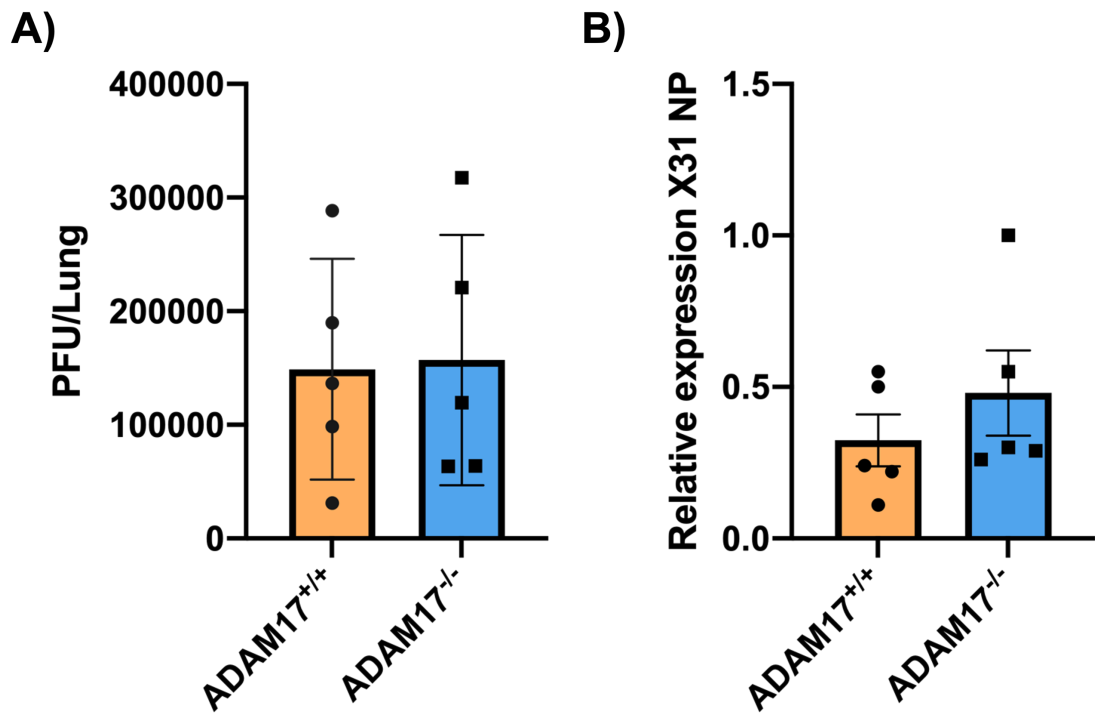 A)
PFU/Lung
400000
300000
200000
100000
0
ADAM17+/+
ADAM17-/-
B)
Relative expression X31 NP
1.5
1.0
0.5
0.0
ADAM17+/+
ADAM17-/-